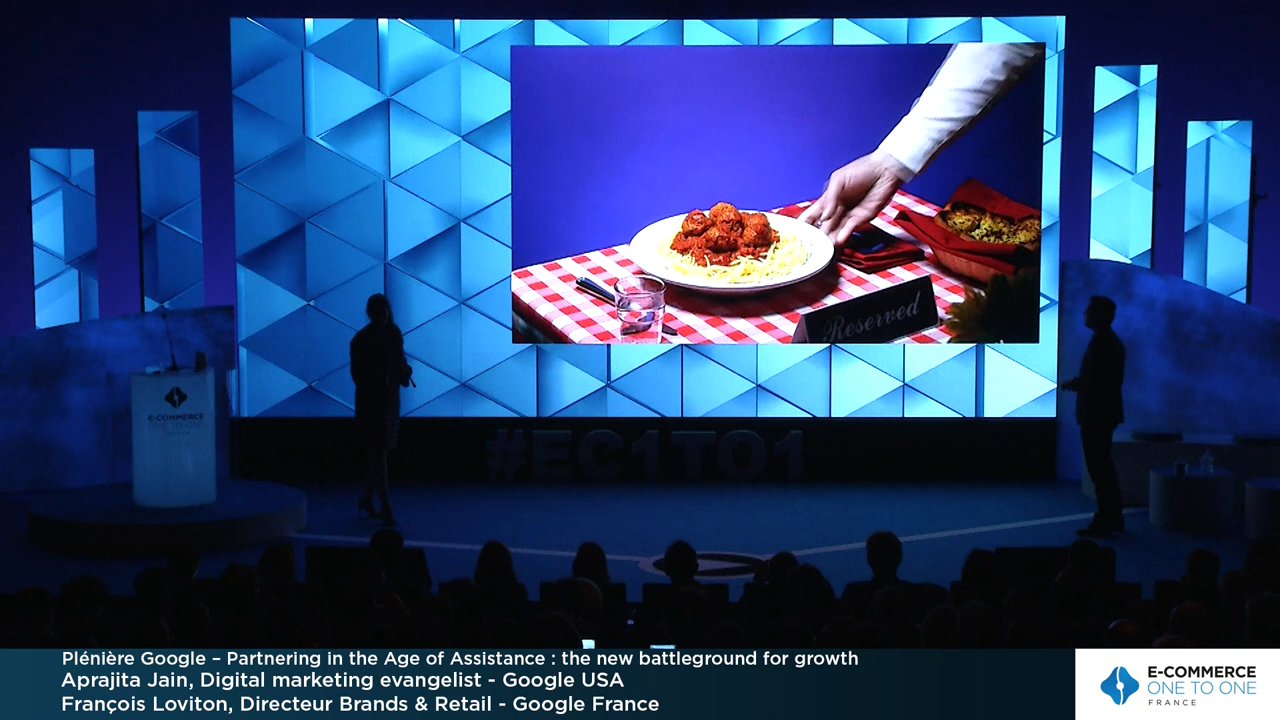 Reserved
E-COMMERCE
ONE TO ONE
FRANCE
#EC1TO1
Plénière Google – Partnering in the Age of Assistance : the new battleground for growth
Aprajita Jain, Digital marketing evangelist - Google USA
François Loviton, Directeur Brands & Retail - Google France
E-COMMERCE
ONE TO ONE
FRANCE